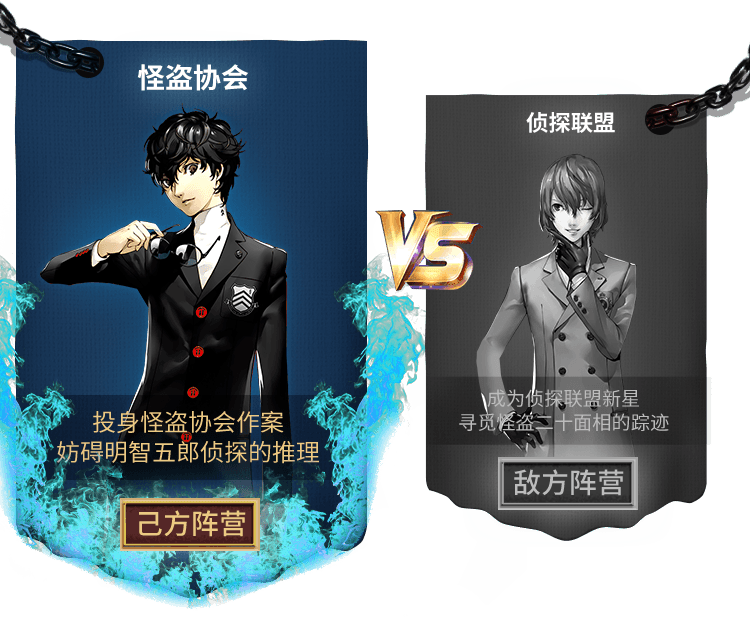 怪盗协会
投身怪盗协会作案
妨碍明智五郎侦探的推理
己方阵营
VS
侦探联盟
成为侦探联盟新星
寻觅怪盗二十面相的踪迹
敌方阵营